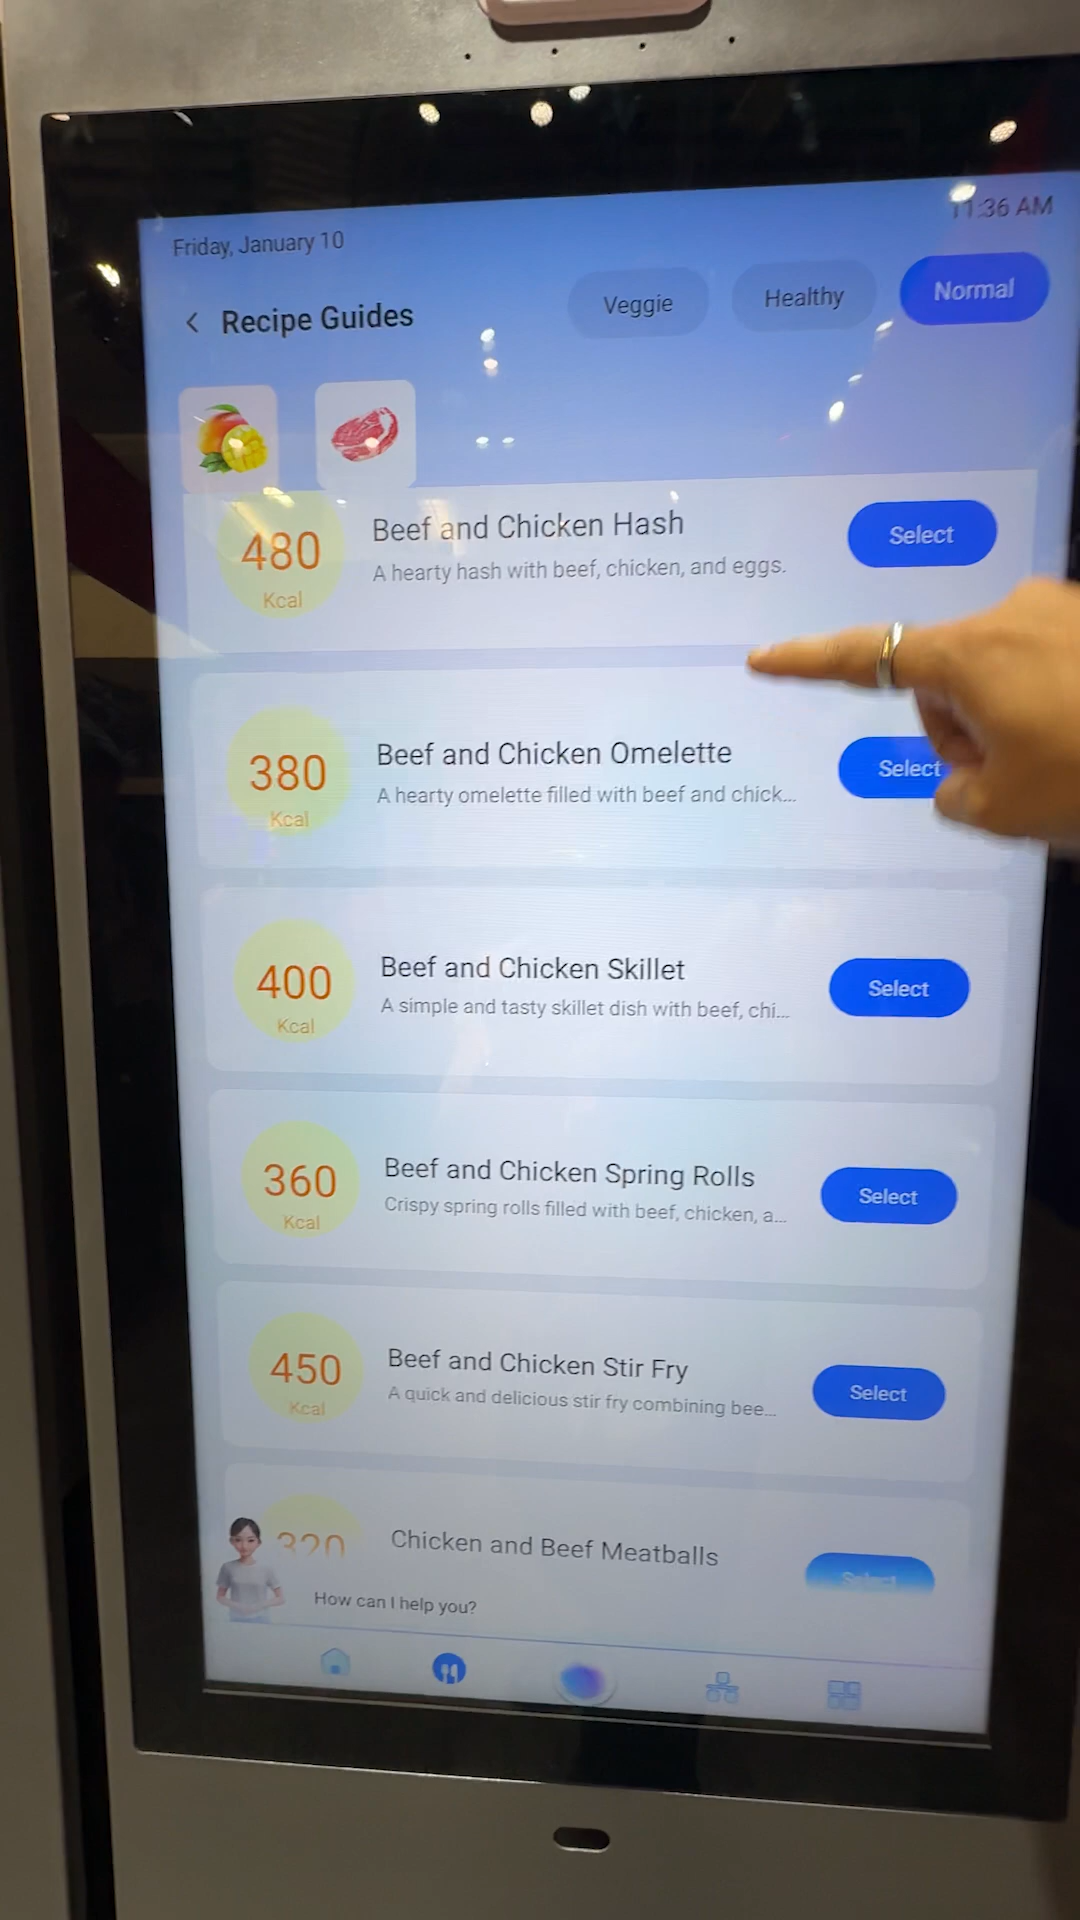 Friday, January 10
11:36 AM
Recipe Guides
Veggie
Healthy
Normal
480
Kcal
Beef and Chicken Hash
A hearty hash with beef, chicken, and eggs.
Select
380
Kcal
Beef and Chicken Omelette
A hearty omelette filled with beef and chick...
Select
400
Kcal
Beef and Chicken Skillet
A simple and tasty skillet dish with beef, chi...
Select
360
Kcal
Beef and Chicken Spring Rolls
Crispy spring rolls filled with beef, chicken, a...
Select
450
Kcal
Beef and Chicken Stir Fry
A quick and delicious stir fry combining bee...
Select
320
Chicken and Beef Meatballs
Select
How can I help you?